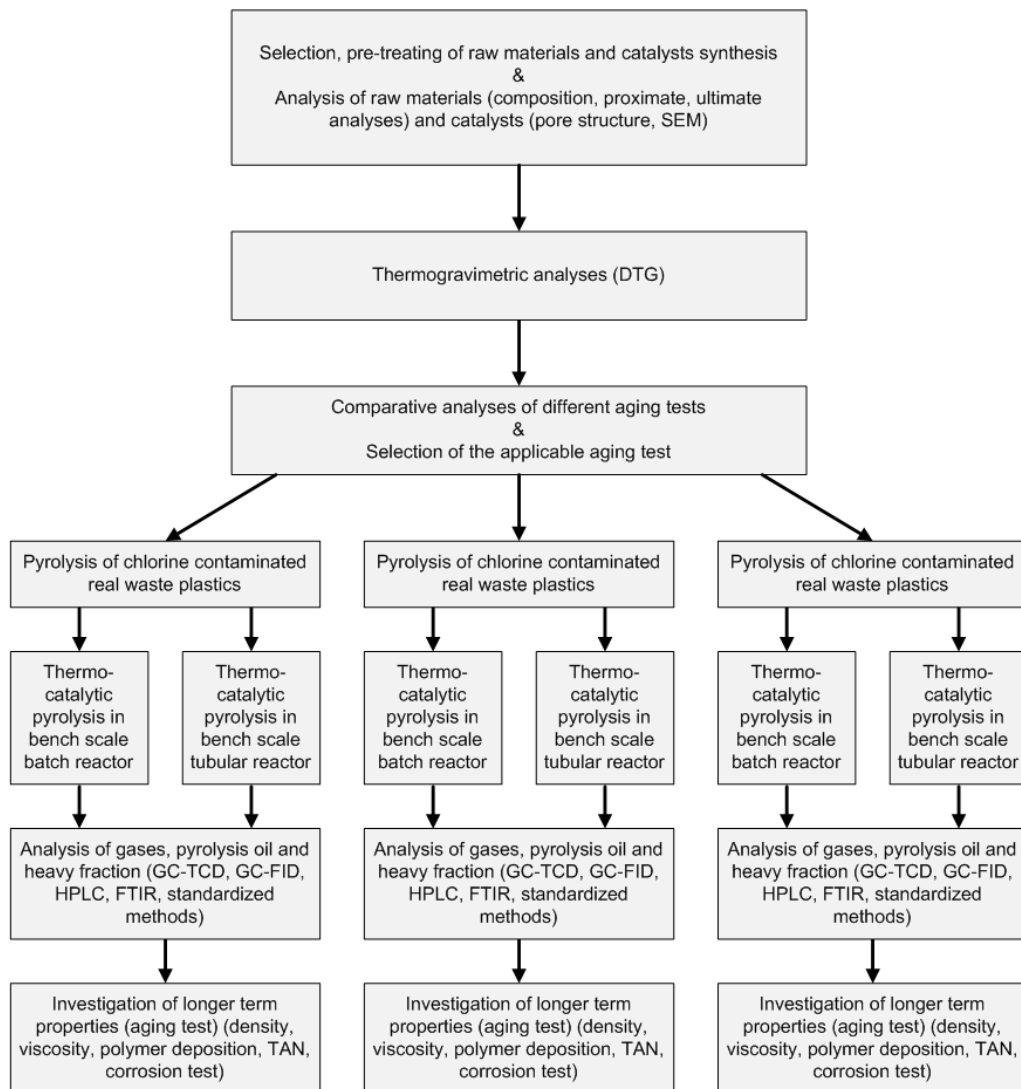 Selection, pre-treating of raw materials and catalysts synthesis
&
Analysis of raw materials (composition, proximate, ultimate
analyses) and catalysts (pore structure, SEM)
Thermogravimetric analyses (DTG)
Comparative analyses of different aging tests
&
Selection of the applicable aging test
Pyrolysis of chlorine contaminated
real waste plastics
Thermo-
catalytic
pyrolysis in
bench scale
batch reactor
Thermo-
catalytic
pyrolysis in
bench scale
tubular reactor
Analysis of gases, pyrolysis oil and
heavy fraction (GC-TCD, GC-FID,
HPLC, FTIR, standardized
methods)
Investigation of longer term
properties (aging test) (density,
viscosity, polymer deposition, TAN,
corrosion test)
Pyrolysis of chlorine contaminated
real waste plastics
Thermo-
catalytic
pyrolysis in
bench scale
batch reactor
Thermo-
catalytic
pyrolysis in
bench scale
tubular reactor
Analysis of gases, pyrolysis oil and
heavy fraction (GC-TCD, GC-FID,
HPLC, FTIR, standardized
methods)
Investigation of longer term
properties (aging test) (density,
viscosity, polymer deposition, TAN,
corrosion test)
Pyrolysis of chlorine contaminated
real waste plastics
Thermo-
catalytic
pyrolysis in
bench scale
batch reactor
Thermo-
catalytic
pyrolysis in
bench scale
tubular reactor
Analysis of gases, pyrolysis oil and
heavy fraction (GC-TCD, GC-FID,
HPLC, FTIR, standardized
methods)
Investigation of longer term
properties (aging test) (density,
viscosity, polymer deposition, TAN,
corrosion test)